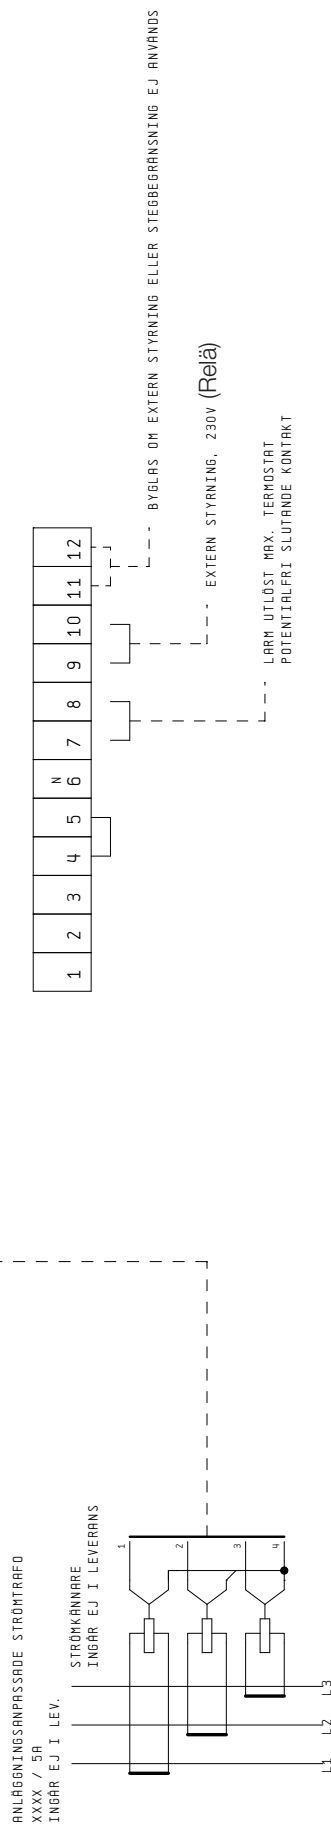 BYGLAS OM EXTERN STYRNING ELLER STEGBEGRÄNSNING EJ ANVÄNDS
EXTERN STYRNING, 230V (Relä)
LARM UTLÖST MAX. TERMOSTAT
POTENTIALFRI SLUTANDE KONTAKT
1 2 3 4 5 6 7 8 9 10 11 12
N
ANLÄGGNINGSANPASSADE STRÖMTRAFO
XXXX / 5A
INGÅR EJ I LEV.
STRÖMKÄNNARE
INGÅR EJ I LEVERANS
1
2
3
4
L1
L2
L3